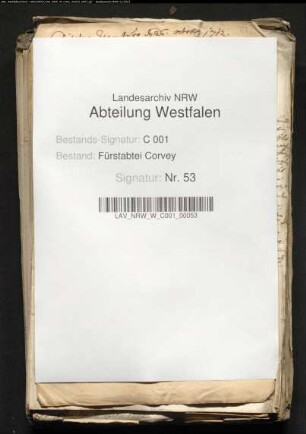 Landesarchiv NRW
Abteilung Westfalen
Bestands-Signatur: C 001
Bestand: Fürstabtei Corvey
Signatur: Nr. 53
LAV_NRW_W_C001_00053